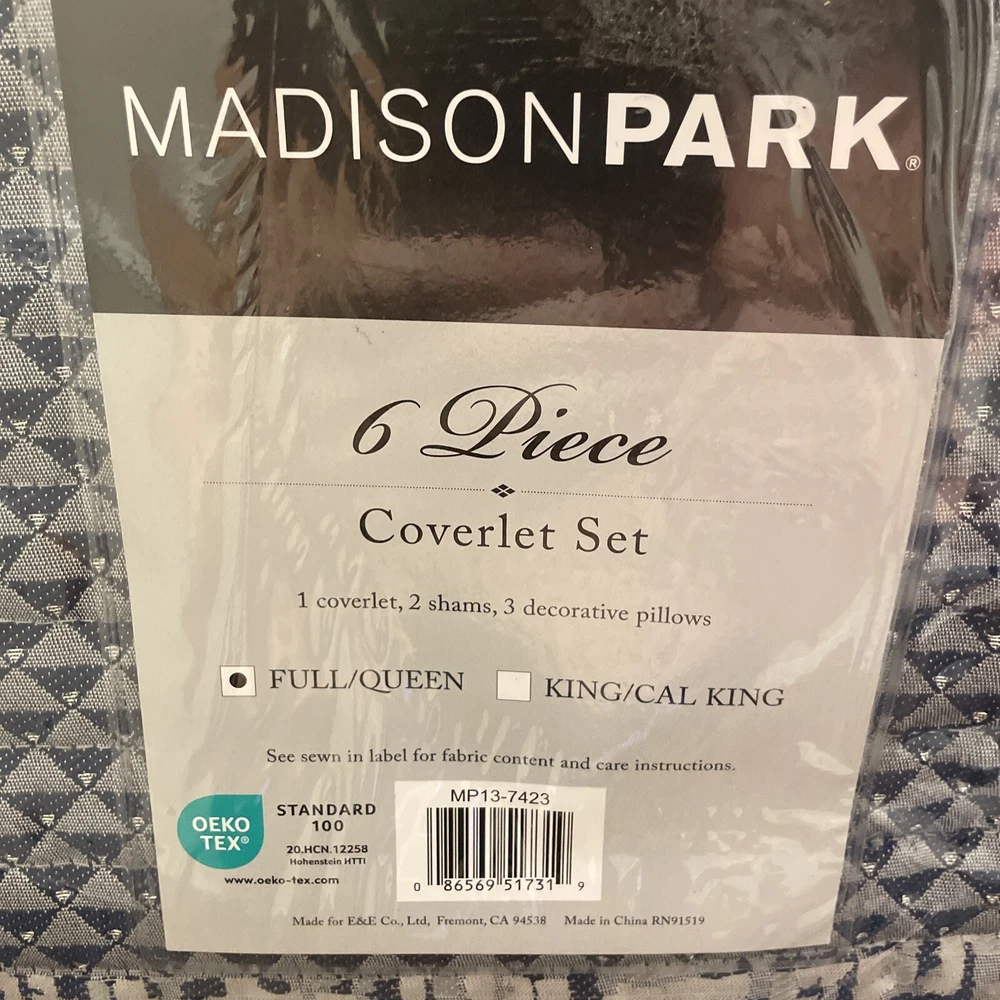 MADISONPARK®
6 Piece
Coverlet Set
1 coverlet, 2 shams, 3 decorative pillows
FULL/QUEEN KING/CAL KING
See sewn in label for fabric content and care instructions.
OEKO
TEX®
STANDARD
100
20.HCN.12258
Hohenstein HTTI
www.oeko-tex.com
MP13-7423
0 86569 51731 9
Made for E&E Co., Ltd, Fremont, CA 94538 Made in China RN91519